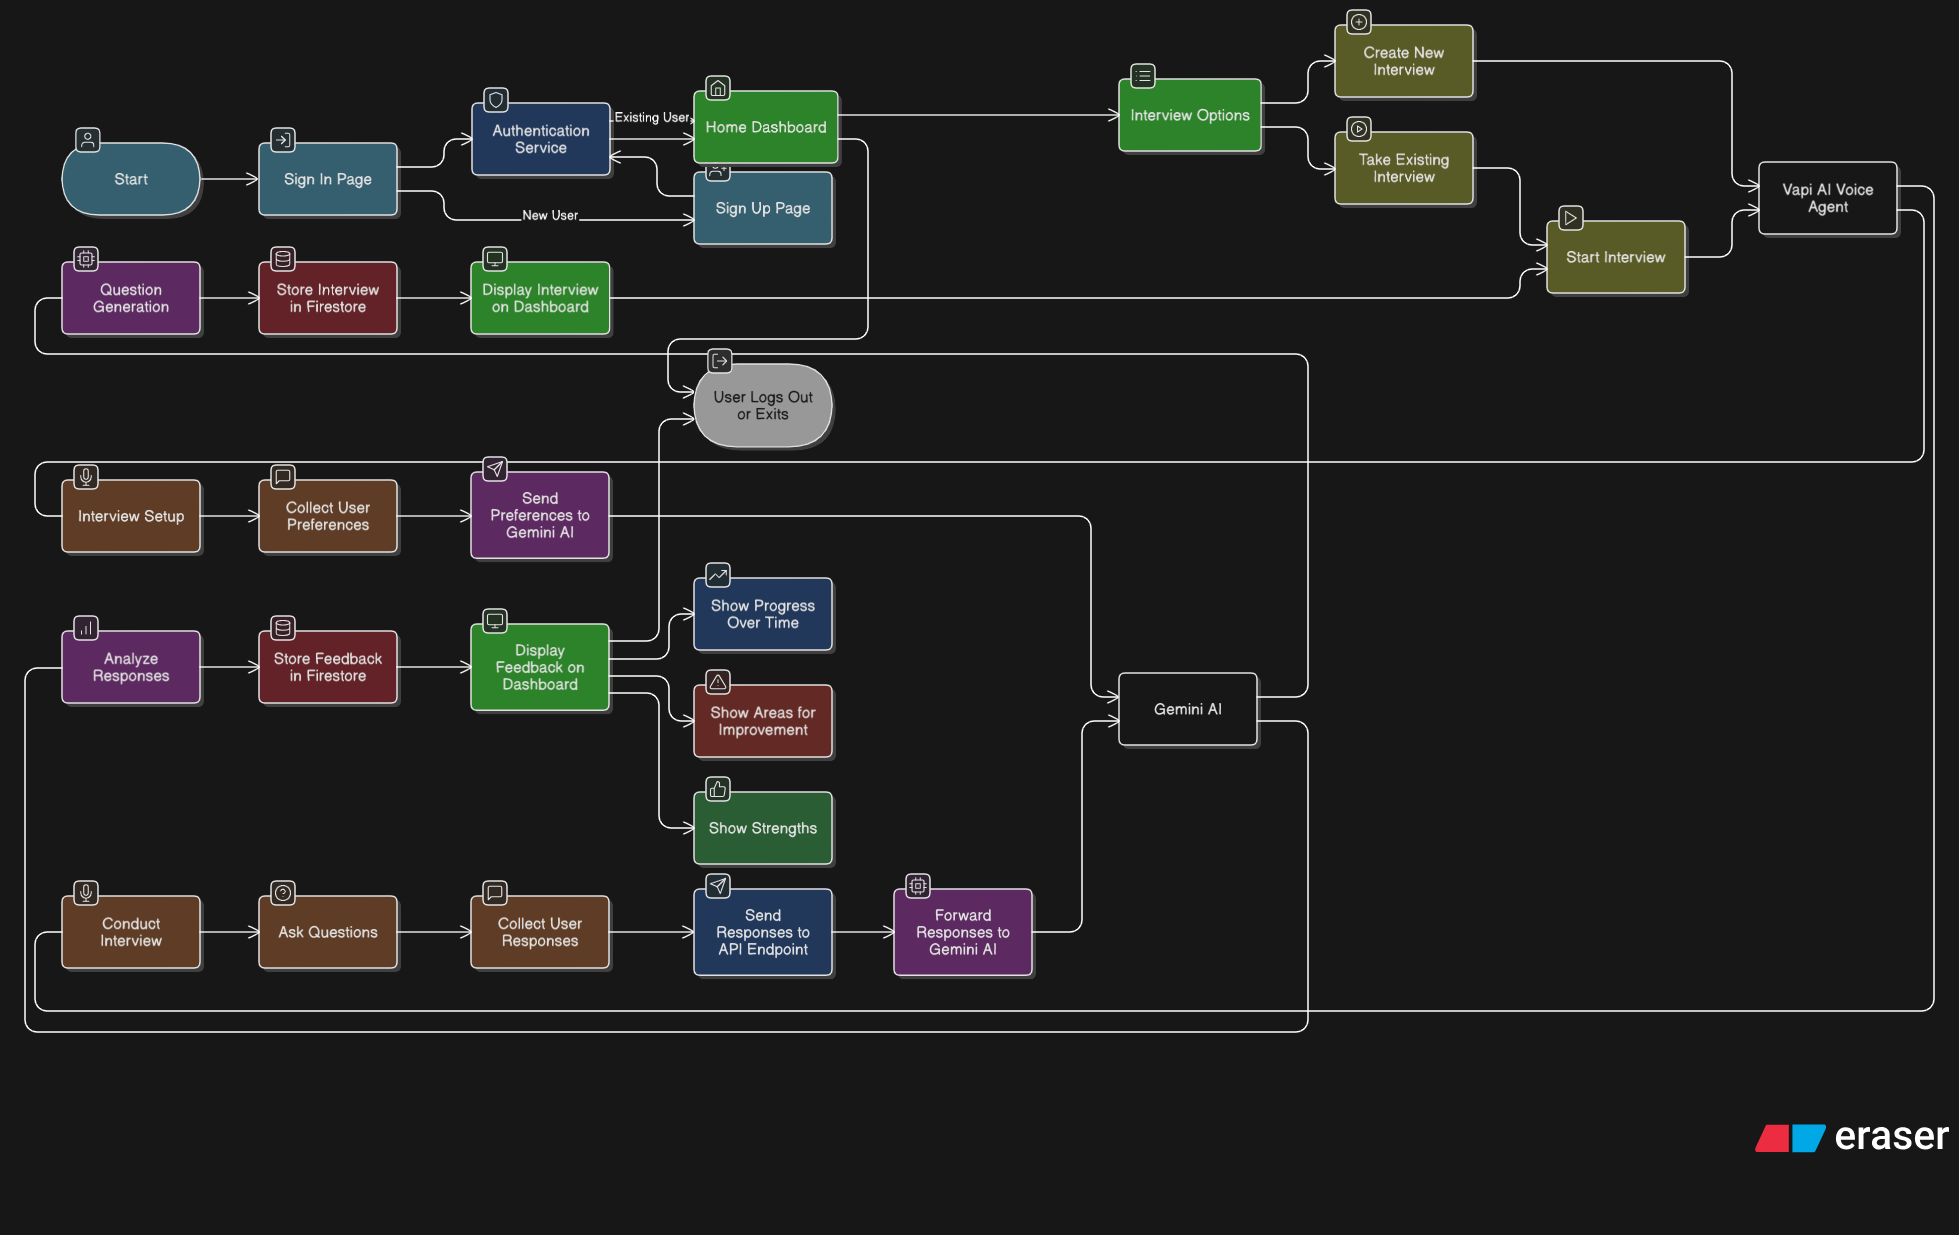 Create New
Interview
Existing User
Home Dashboard
Interview Options
Authentication
Service
Take Existing
Interview
Start
Sign In Page
Sign Up Page
New User
Vapi AI Voice
Agent
Start Interview
Question
Generation
Store Interview
in Firestore
Display Interview
on Dashboard
User Logs Out
or Exits
Interview Setup
Collect User
Preferences
Send
Preferences to
Gemini AI
Show Progress
Over Time
Analyze
Responses
Store Feedback
in Firestore
Display
Feedback on
Dashboard
Show Areas for
Improvement
Gemini AI
Show Strengths
Conduct
Interview
Ask Questions
Collect User
Responses
Send
Responses to
API Endpoint
Forward
Responses to
Gemini AI
eraser